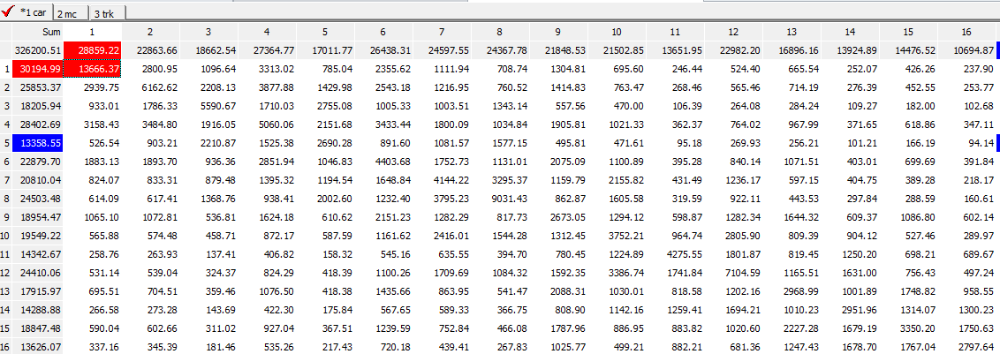 *1 car 2 mc 3 trk
Sum 1 2 3 4 5 6 7 8 9 10 11 12 13 14 15 16
326200.51 28859.22 22863.66 18662.54 27364.77 17011.77 26438.31 24597.55 24367.78 21848.53 21502.85 13651.95 22982.20 16896.16 13924.89 14476.52 10694.87
1 30194.99 13666.37 2800.95 1096.64 3313.02 785.04 2355.62 1111.94 708.74 1304.81 695.60 246.44 524.40 665.54 252.07 426.26 237.90
2 25853.37 2939.75 6162.62 2208.13 3877.88 1429.98 2543.18 1216.95 760.52 1414.83 763.47 268.46 565.46 714.19 276.39 452.55 253.77
3 18205.94 933.01 1786.33 5590.67 1710.03 2755.08 1005.33 1003.51 1343.14 557.56 470.00 106.39 264.08 284.24 109.27 182.00 102.68
4 28402.69 3158.43 3484.80 1916.05 5060.06 2151.68 3433.44 1800.09 1034.84 1905.81 1021.33 362.37 764.02 967.99 371.65 618.86 347.11
5 13358.55 526.54 903.21 2210.87 1525.38 2690.28 891.60 1081.57 1577.15 495.81 471.61 95.18 269.93 256.21 101.21 166.19 94.14
6 22879.70 1883.13 1893.70 936.36 2851.94 1046.83 4403.68 1752.73 1131.01 2075.09 1100.89 395.28 840.14 1071.51 403.01 699.69 391.84
7 20810.04 824.07 833.31 879.48 1395.32 1194.54 1648.84 4144.22 3295.37 1159.79 2155.82 431.49 1236.17 597.15 404.75 389.28 218.17
8 24503.48 614.09 617.41 1368.76 938.41 2002.60 1232.40 3795.23 9031.43 862.87 1605.58 319.59 922.11 443.53 297.84 288.59 160.61
9 18954.47 1065.10 1072.81 536.81 1624.18 610.62 2151.23 1282.29 817.73 2673.05 1294.12 598.87 1282.34 1644.32 609.37 1086.80 602.14
10 19549.22 565.88 574.48 458.71 872.17 587.59 1161.62 2416.01 1544.28 1312.45 3752.21 964.74 2805.90 809.39 904.12 527.46 289.97
11 14342.67 258.76 263.93 137.41 406.82 158.32 545.16 635.55 394.70 780.45 1224.89 4275.55 1801.87 819.45 1250.20 698.21 689.67
12 24410.06 531.14 539.04 324.37 824.29 418.39 1100.26 1709.69 1084.32 1592.35 3386.74 1741.84 7104.59 1165.51 1631.00 756.43 497.24
13 17915.97 695.51 704.51 359.46 1076.50 418.38 1435.66 863.95 541.47 2088.31 1030.01 818.58 1202.16 2968.99 1001.89 1748.82 958.55
14 14288.88 266.58 273.28 143.69 422.30 175.84 567.65 589.33 366.75 808.90 1142.16 1259.41 1694.21 1010.23 2951.96 1314.07 1300.23
15 18847.48 590.04 602.66 311.02 927.04 367.51 1239.59 752.84 466.08 1787.96 886.95 883.82 1020.60 2227.28 1679.19 3350.20 1750.63
16 13626.07 337.16 345.39 181.46 535.26 217.43 720.18 439.41 267.83 1025.77 499.21 882.21 681.36 1247.43 1678.70 1767.04 2797.64